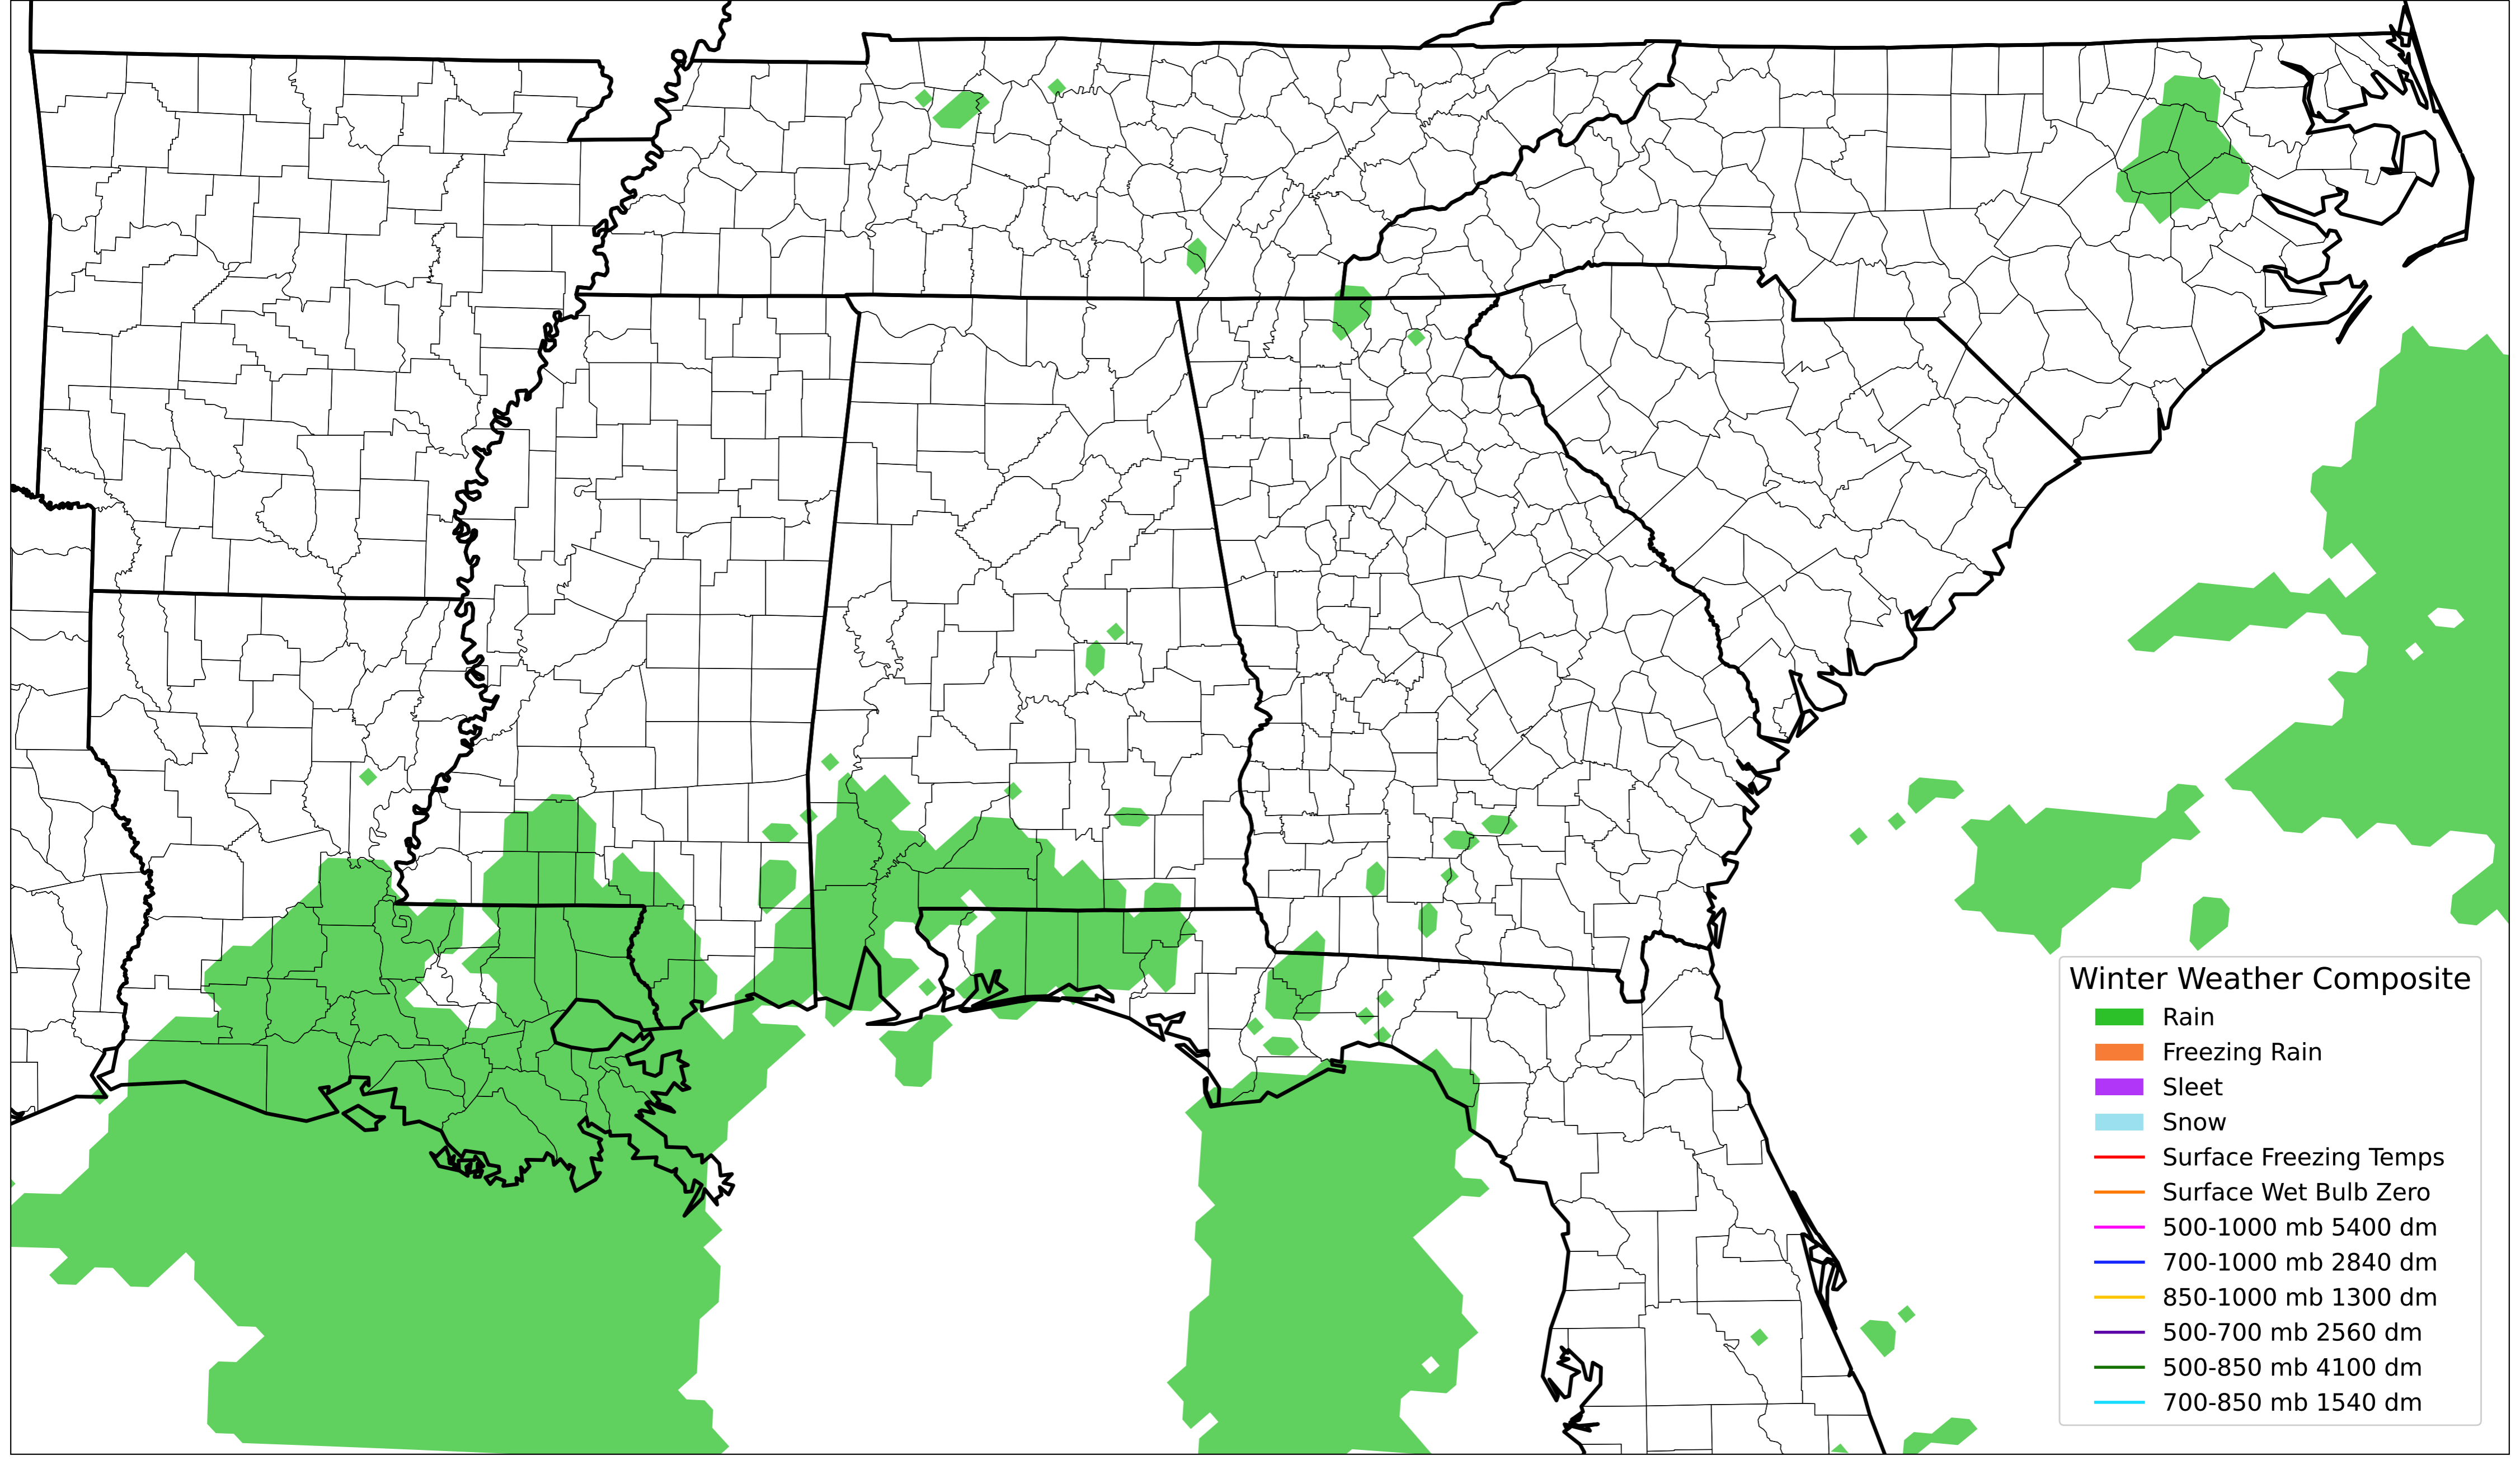 Winter Weather Composite
Rain
Freezing Rain
Sleet
Snow
Surface Freezing Temps
Surface Wet Bulb Zero
500-1000 mb 5400 dm
700-1000 mb 2840 dm
850-1000 mb 1300 dm
500-700 mb 2560 dm
500-850 mb 4100 dm
700-850 mb 1540 dm